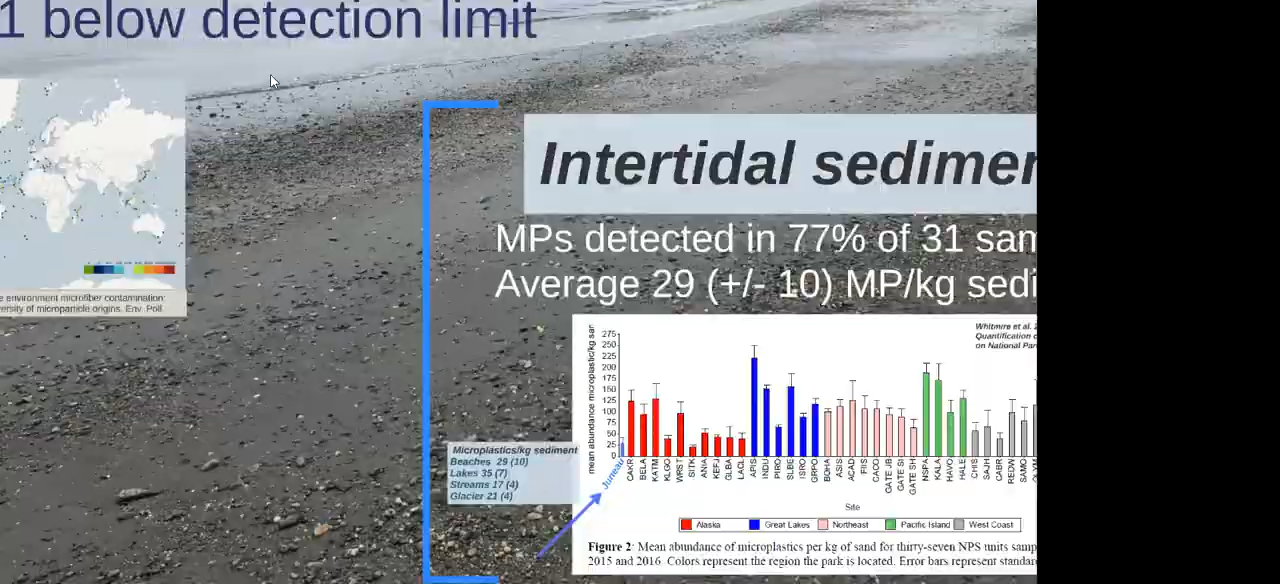 1 below detection limit
Intertidal sedimen
MPs detected in 77% of 31 sam
Average 29 (+/- 10) MP/kg sedi
e environment microfiber contamination:
ersity of micropanicle origins. Env. Poll
Whitmire et al. 2
Quantification o
on National Par
mean abundance microplastic/kg san
275
250
225
200
175
150
125
100
75
50
25
0
Juneau
CAKR BELA KATM KLGO WRST SITK ANIA KEFJ GLBA LACL APIS INDU PIRO SLBE ISRO GRPO BOHA ASIS ACAD FIIS CACO GATE JB GATE SI GATE SH NSPA KALA HAVO HALE CHIS SAJH CABR REDW SAMO
Site
Alaska Great Lakes Northeast Pacific Island West Coast
Microplastics/kg sediment
Beaches 29 (10)
Lakes 35 (7)
Streams 17 (4)
Glacier 21 (4)
Figure 2: Mean abundance of microplastics per kg of sand for thirty-seven NPS units samp
2015 and 2016. Colors represent the region the park is located. Error bars represent standar